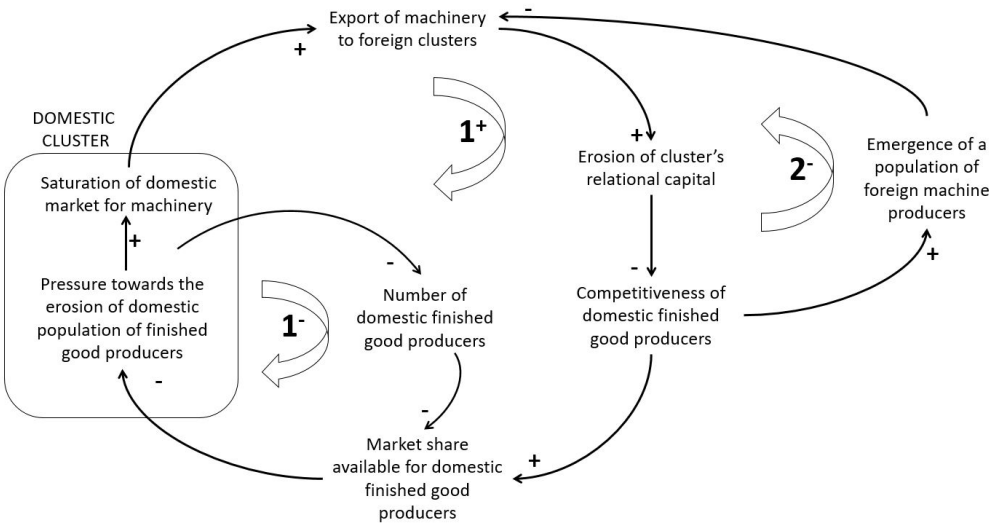 Export of machinery
to foreign clusters
-
+
DOMESTIC
CLUSTER
1+
+
Erosion of cluster's
relational capital
2-
Emergence of a
population of
foreign machine
producers
Saturation of domestic
market for machinery
+
-
-
+
Pressure towards the
erosion of domestic
population of finished
good producers
1-
Number of
domestic finished
good producers
Competitiveness of
domestic finished
good producers
-
-
Market share
available for domestic
finished good
producers
+